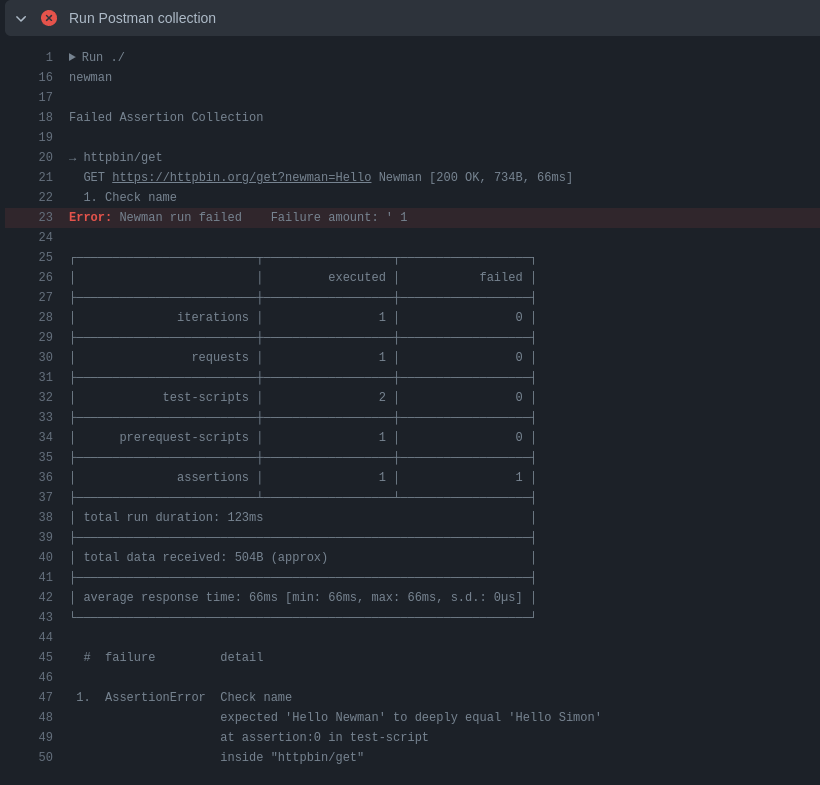 Run Postman collection
1 Run ./
16 newman
17
18 Failed Assertion Collection
19
20 → httpbin/get
21 GET https://httpbin.org/get?newman=Hello Newman [200 OK, 734B, 66ms]
22 1. Check name
23 Error: Newman run failed    Failure amount: ' 1
24
25 ┌─────────────────────────┬──────────────────┬──────────────────┐
26 │                         │         executed │           failed │
27 ├─────────────────────────┼──────────────────┼──────────────────┤
28 │              iterations │                1 │                0 │
29 ├─────────────────────────┼──────────────────┼──────────────────┤
30 │                requests │                1 │                0 │
31 ├─────────────────────────┼──────────────────┼──────────────────┤
32 │            test-scripts │                2 │                0 │
33 ├─────────────────────────┼──────────────────┼──────────────────┤
34 │      prerequest-scripts │                1 │                0 │
35 ├─────────────────────────┼──────────────────┼──────────────────┤
36 │              assertions │                1 │                1 │
37 ├─────────────────────────┴──────────────────┴──────────────────┤
38 │ total run duration: 123ms                                     │
39 ├───────────────────────────────────────────────────────────────┤
40 │ total data received: 504B (approx)                            │
41 ├───────────────────────────────────────────────────────────────┤
42 │ average response time: 66ms [min: 66ms, max: 66ms, s.d.: 0µs] │
43 └───────────────────────────────────────────────────────────────┘
44
45   #  failure         detail
46
47  1.  AssertionError  Check name
48                      expected 'Hello Newman' to deeply equal 'Hello Simon'
49                      at assertion:0 in test-script
50                      inside "httpbin/get"